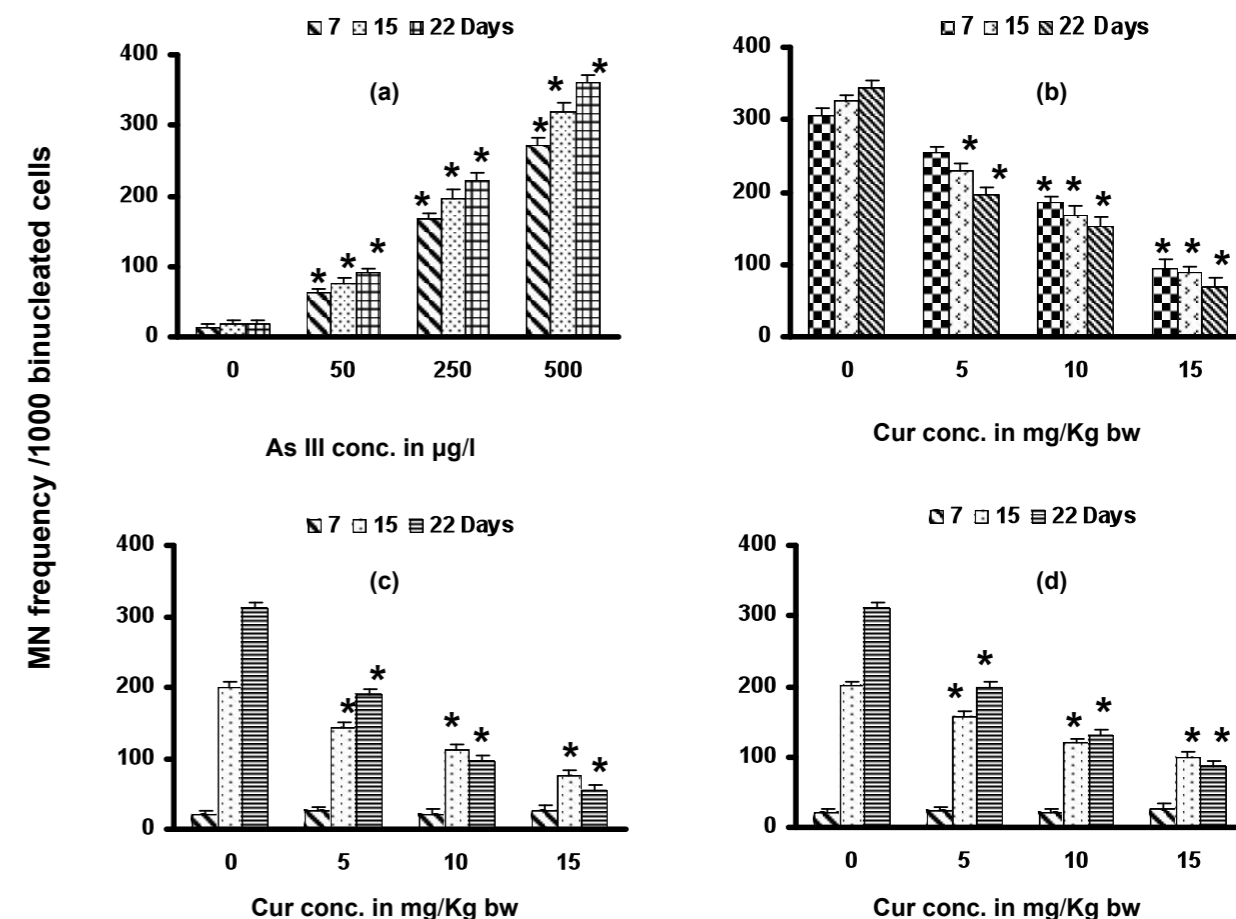 MN frequency /1000 binucleated cells
7 15 22 Days
(a)
400
300
200
100
0
* * * * * * * * *
0 50 250 500
As III conc. in µg/l
7 15 22 Days
(b)
400
300
200
100
0
* * * * * * * *
0 5 10 15
Cur conc. in mg/Kg bw
7 15 22 Days
(c)
400
300
200
100
0
* * * * * *
0 5 10 15
Cur conc. in mg/Kg bw
7 15 22 Days
(d)
400
300
200
100
0
* * * * * *
0 5 10 15
Cur conc. in mg/Kg bw